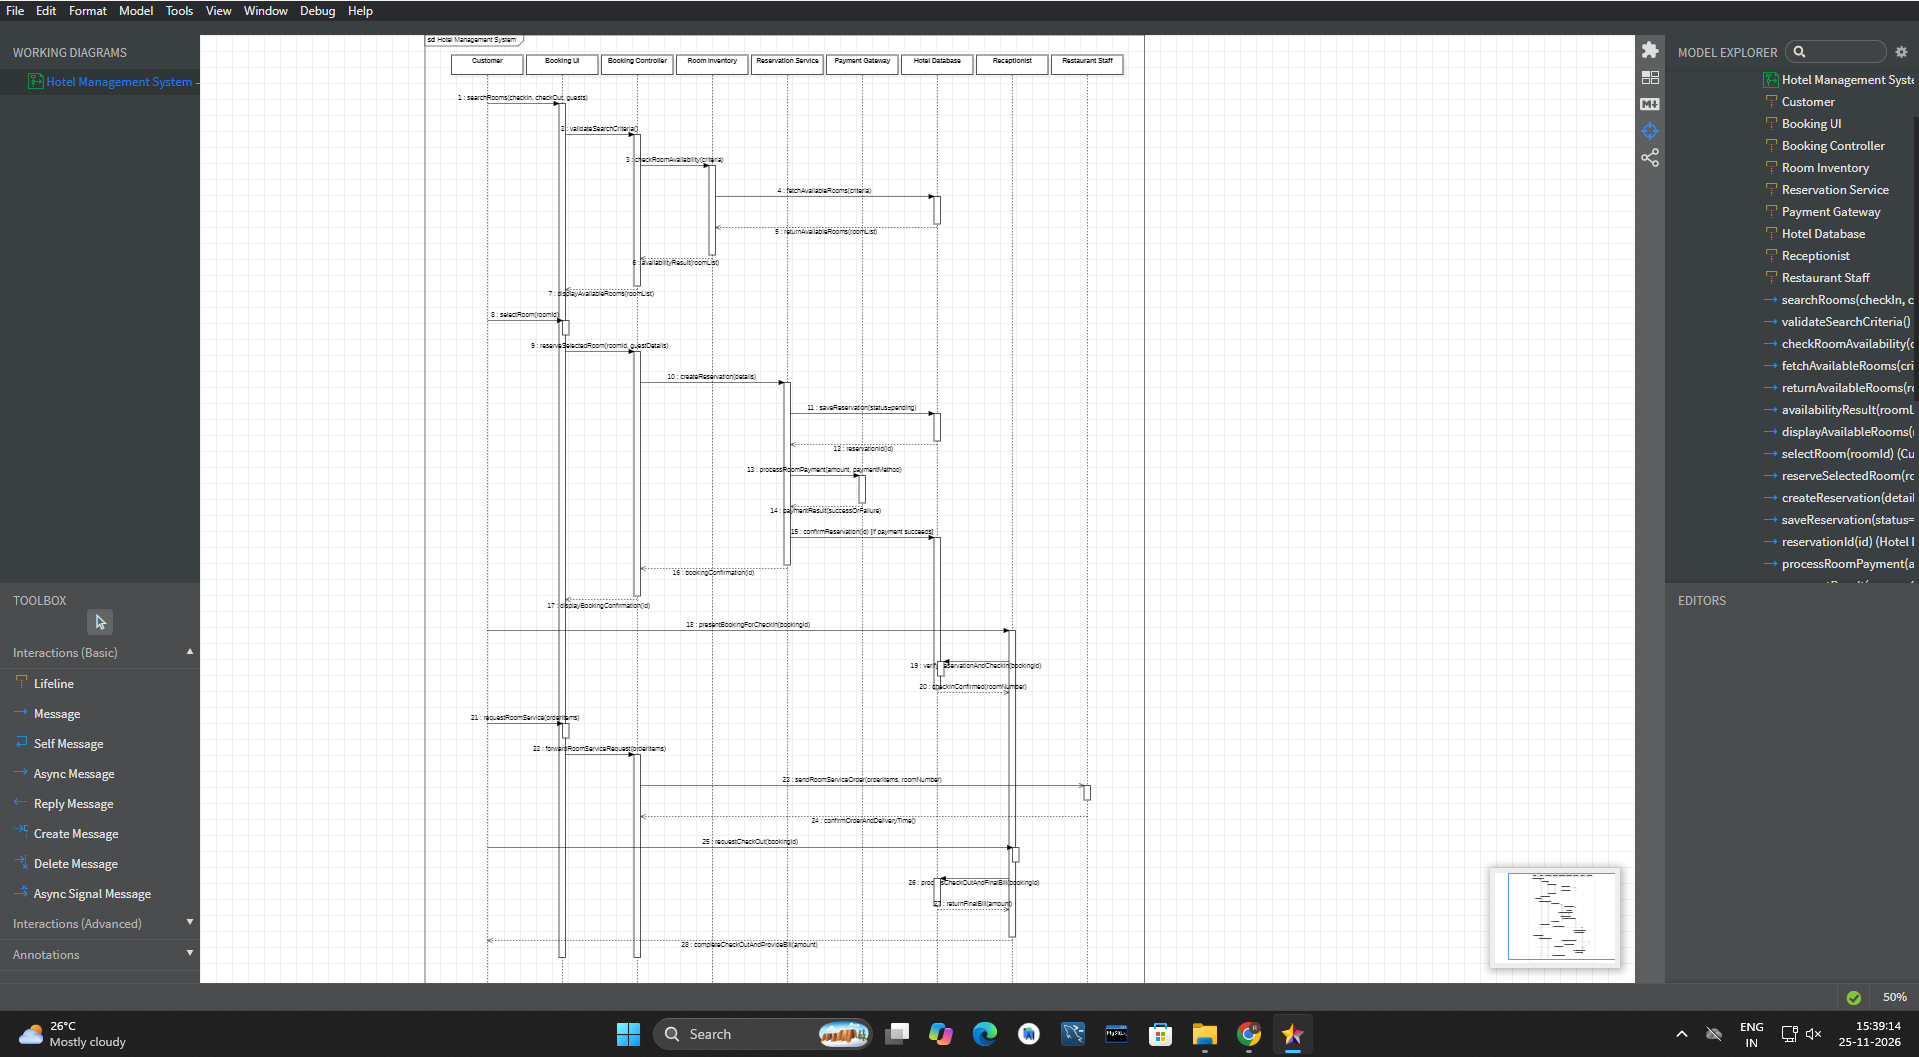 File Edit Format Model Tools View Window Debug Help
WORKING DIAGRAMS
Hotel Management System
sd Hotel Management System
Customer
Booking UI
Booking Controller
Room Inventory
Reservation Service
Payment Gateway
Hotel Database
Receptionist
Restaurant Staff
1 : searchRooms(checkIn, checkOut, guests)
2 : validateSearchCriteria()
3 : checkRoomAvailability(criteria)
4 : fetchAvailableRooms(criteria)
5 : returnAvailableRooms(roomList)
6 : availabilityResult(roomList)
7 : displayAvailableRooms(roomList)
8 : selectRoom(roomId)
9 : reserveSelectedRoom(roomId, guestDetails)
10 : createReservation(details)
11 : saveReservation(status=pending)
12 : reservationId(id)
13 : processRoomPayment(amount, paymentMethod)
14 : paymentResult(successOrFailure)
15 : confirmReservation(id) [if payment succeeds]
16 : bookingConfirmation(id)
17 : displayBookingConfirmation(id)
18 : presentBookingForCheckIn(bookingId)
19 : verifyReservationAndCheckIn(bookingId)
20 : checkInConfirmed(roomNumber)
21 : requestRoomService(orderItems)
22 : forwardRoomServiceRequest(orderItems)
23 : sendRoomServiceOrder(orderItems, roomNumber)
24 : confirmOrderAndDeliveryTime()
25 : requestCheckOut(bookingId)
26 : processCheckOutAndFinalBill(bookingId)
27 : returnFinalBill(amount)
28 : completeCheckOutAndProvideBill(amount)
TOOLBOX
Interactions (Basic)
Lifeline
Message
Self Message
Async Message
Reply Message
Create Message
Delete Message
Async Signal Message
Interactions (Advanced)
Annotations
MODEL EXPLORER
Hotel Management Syste
Customer
Booking UI
Booking Controller
Room Inventory
Reservation Service
Payment Gateway
Hotel Database
Receptionist
Restaurant Staff
searchRooms(checkIn, c
validateSearchCriteria()
checkRoomAvailability(c
fetchAvailableRooms(cri
returnAvailableRooms(ro
availabilityResult(roomL
displayAvailableRooms(
selectRoom(roomId) (Cu
reserveSelectedRoom(ro
createReservation(detail
saveReservation(status=
reservationId(id) (Hotel
processRoomPayment(a
EDITORS
50%
26°C
Mostly cloudy
Search
MySQL
ENG
IN
15:39:14
25-11-2026